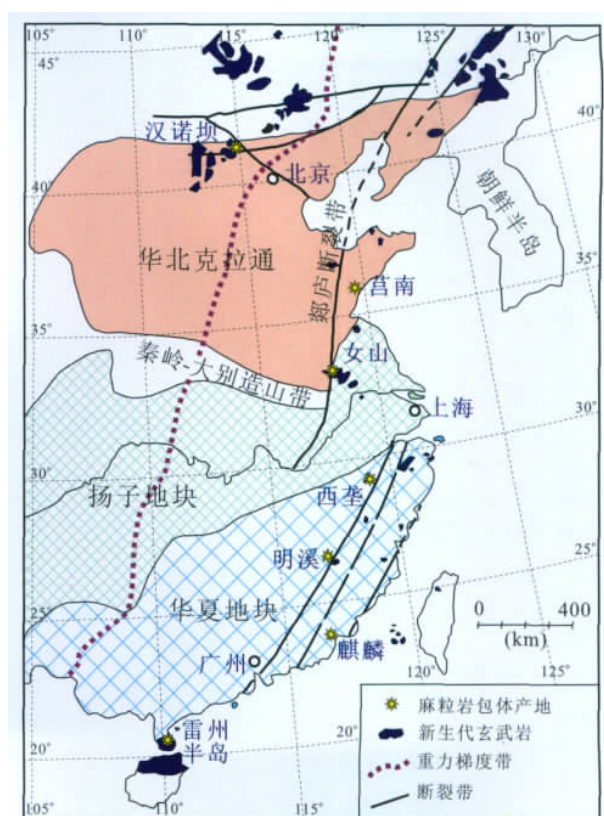 105° 110° 115° 120° 125° 130°
45°
40°
汉诺坝
北京
40°
朝鲜半岛
华北克拉通
郯庐断裂带
莒南
35°
35°
女山
秦岭-大别造山带
上海
30°
30°
扬子地块
西垄
明溪
25°
华夏地块
25°
0 400
(km)
广州
麒麟
120° 125°
雷州
半岛
20°
20°
105° 110° 115°
麻粒岩包体产地
新生代玄武岩
重力梯度带
断裂带